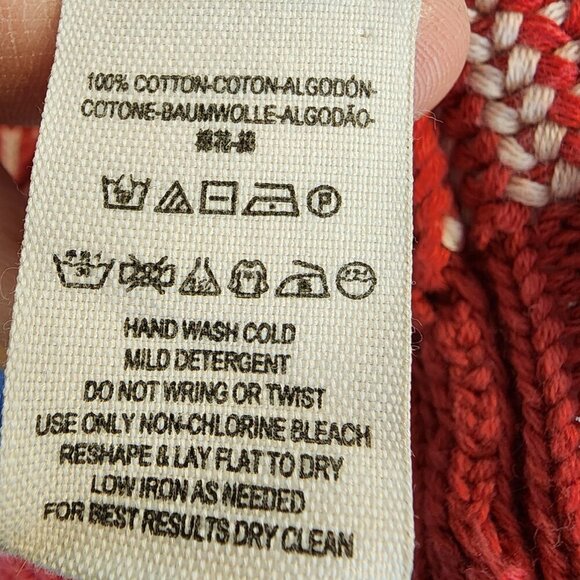 100% COTTON-COTON-ALGODÓN-
COTONE-BAUMWOLLE-ALGODÃO-
P
HAND WASH COLD
MILD DETERGENT
DO NOT WRING OR TWIST
USE ONLY NON-CHLORINE BLEACH
RESHAPE & LAY FLAT TO DRY
LOW IRON AS NEEDED
FOR BEST RESULTS DRY CLEAN